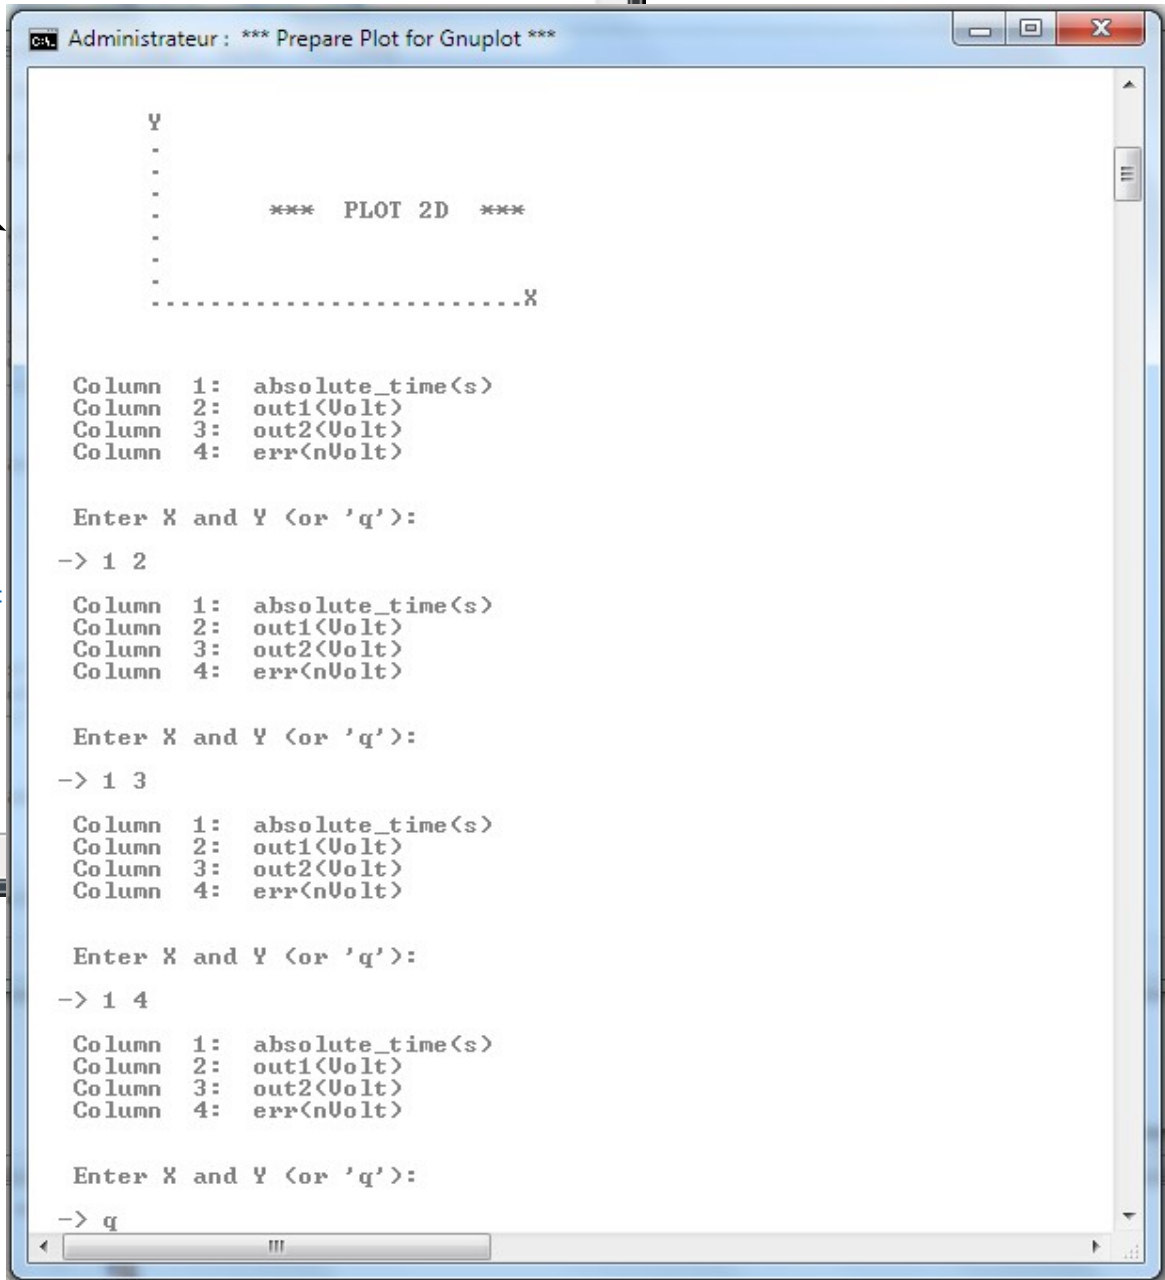 Administrateur : *** Prepare Plot for Gnuplot ***
Y
*** PLOT 2D ***
.........................X
Column 1: absolute_time(s)
Column 2: out1(Volt)
Column 3: out2(Volt)
Column 4: err(nVolt)
Enter X and Y (or 'q'):
-> 1 2
Column 1: absolute_time(s)
Column 2: out1(Volt)
Column 3: out2(Volt)
Column 4: err(nVolt)
Enter X and Y (or 'q'):
-> 1 3
Column 1: absolute_time(s)
Column 2: out1(Volt)
Column 3: out2(Volt)
Column 4: err(nVolt)
Enter X and Y (or 'q'):
-> 1 4
Column 1: absolute_time(s)
Column 2: out1(Volt)
Column 3: out2(Volt)
Column 4: err(nVolt)
Enter X and Y (or 'q'):
-> q